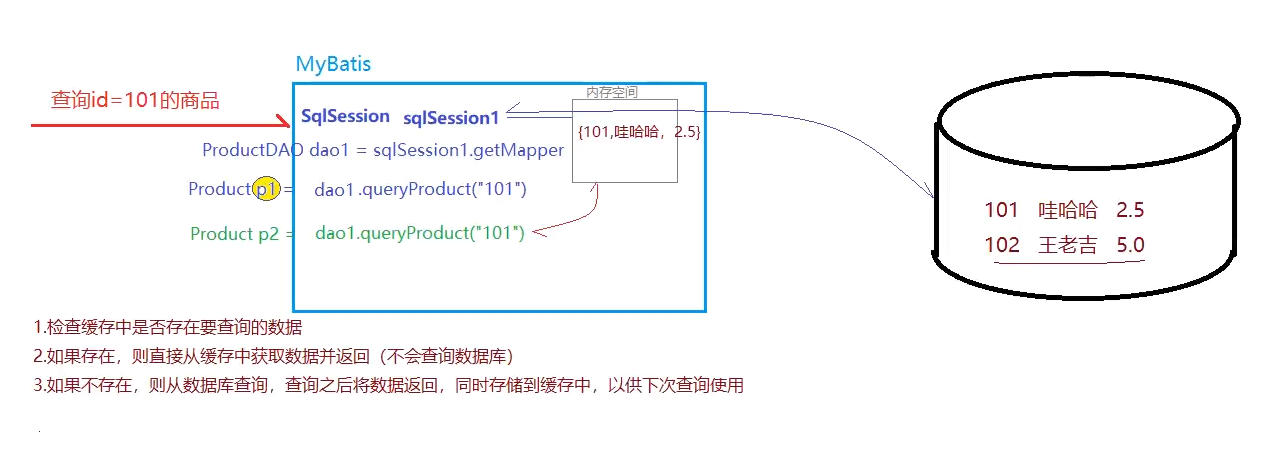 MyBatis
查询id=101的商品
内存空间
SqlSession sqlSession1
{101,哇哈哈，2.5}
ProductDAO dao1 = sqlSession1.getMapper
Product p1 = dao1.queryProduct("101")
Product p2 = dao1.queryProduct("101")
101 哇哈哈 2.5
102 王老吉 5.0
1.检查缓存中是否存在要查询的数据
2.如果存在，则直接从缓存中获取数据并返回（不会查询数据库）
3.如果不存在，则从数据库查询，查询之后将数据返回，同时存储到缓存中，以供下次查询使用